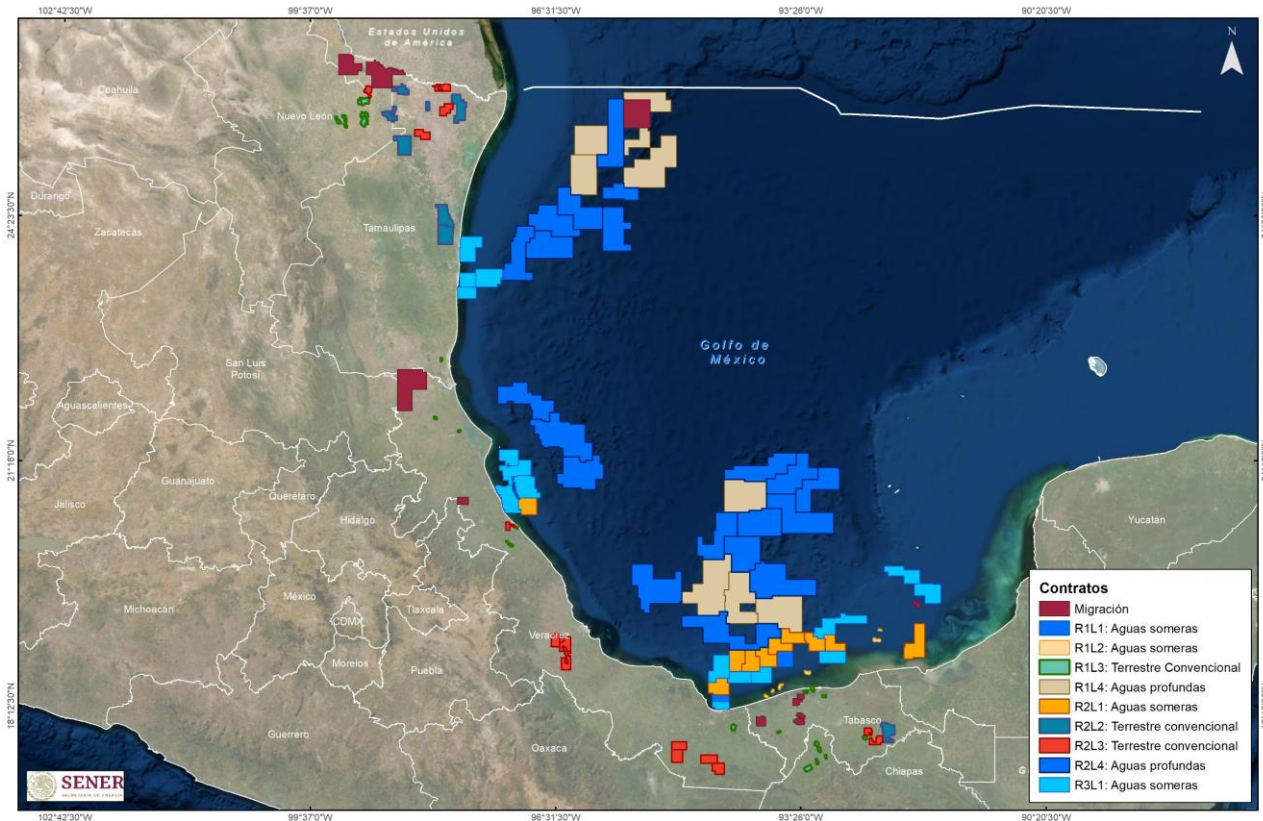 102°42'30"W
99°37'0"W
96°31'30"W
93°26'0"W
90°20'30"W
Estados Unidos
de América
N
Coahuila
Nuevo León
Durango
24°23'30"N
Zacatecas
Tamaulipas
Golfo de
México
San Luis
Potosí
Aguascalientes
21°18'0"N
Guanajuato
Querétaro
Jalisco
Hidalgo
Yucatán
Michoacán
México
Tlaxcala
CDMX
Veracruz
Morelos
Puebla
18°12'30"N
Guerrero
Oaxaca
Tabasco
Chiapas
Contratos
Migración
R1L1: Aguas someras
R1L2: Aguas someras
R1L3: Terrestre Convencional
R1L4: Aguas profundas
R2L1: Aguas someras
R2L2: Terrestre convencional
R2L3: Terrestre convencional
R2L4: Aguas profundas
R3L1: Aguas someras
SENER
SECRETARÍA DE ENERGÍA
102°42'30"W
99°37'0"W
96°31'30"W
93°26'0"W
90°20'30"W